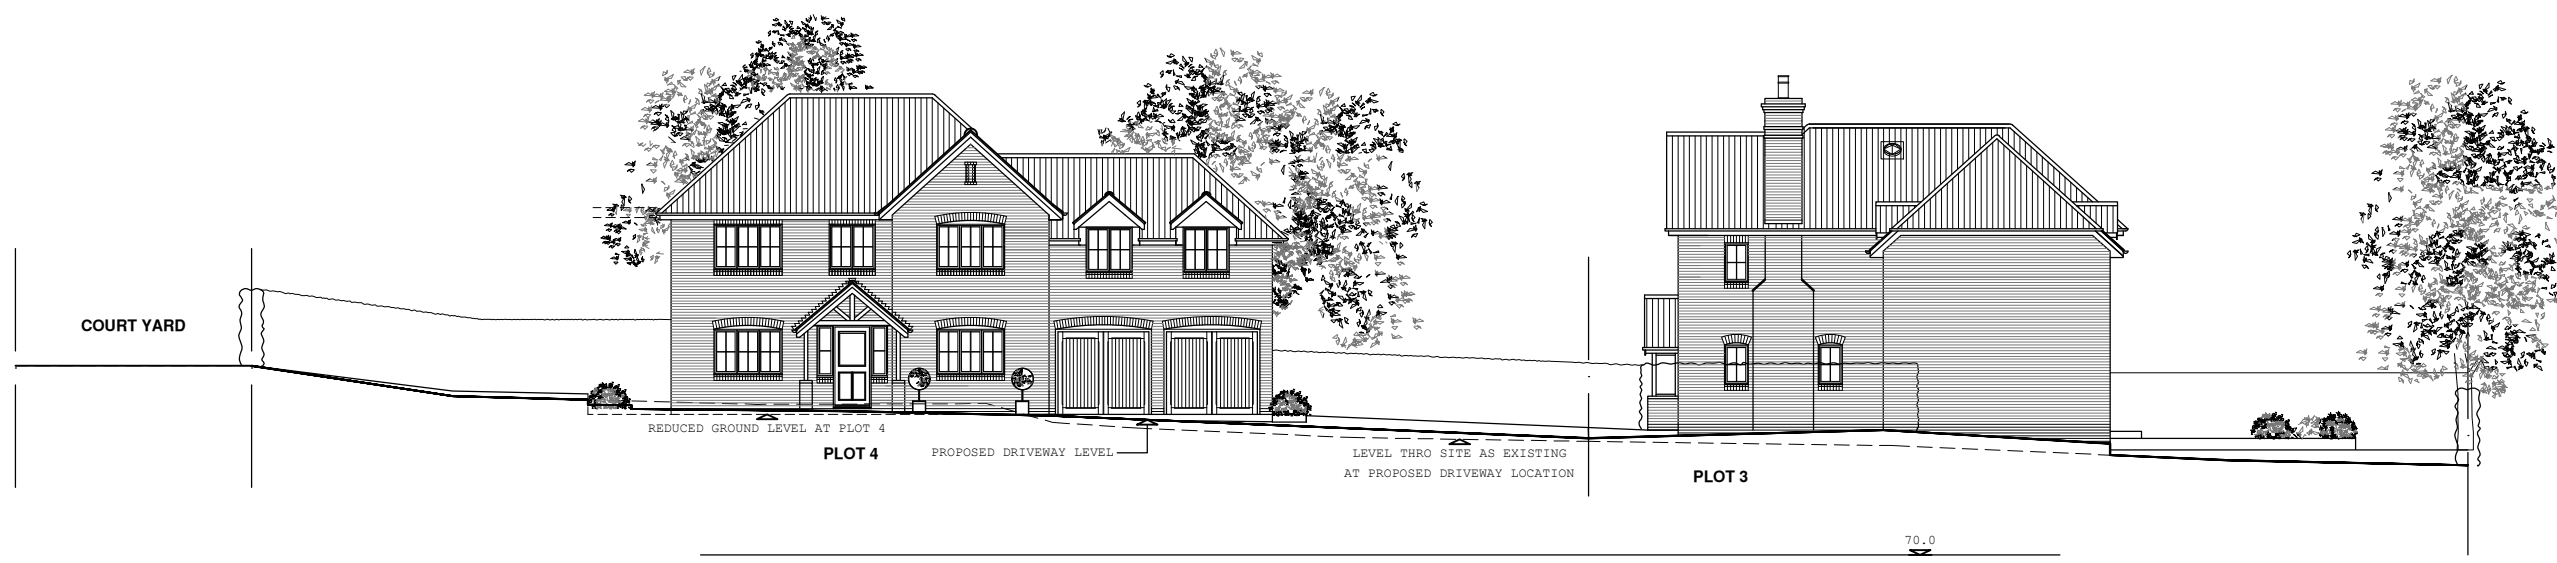 COURT YARD
REDUCED GROUND LEVEL AT PLOT 4
PLOT 4
PROPOSED DRIVEWAY LEVEL
LEVEL THRO SITE AS EXISTING
AT PROPOSED DRIVEWAY LOCATION
PLOT 3
70.0